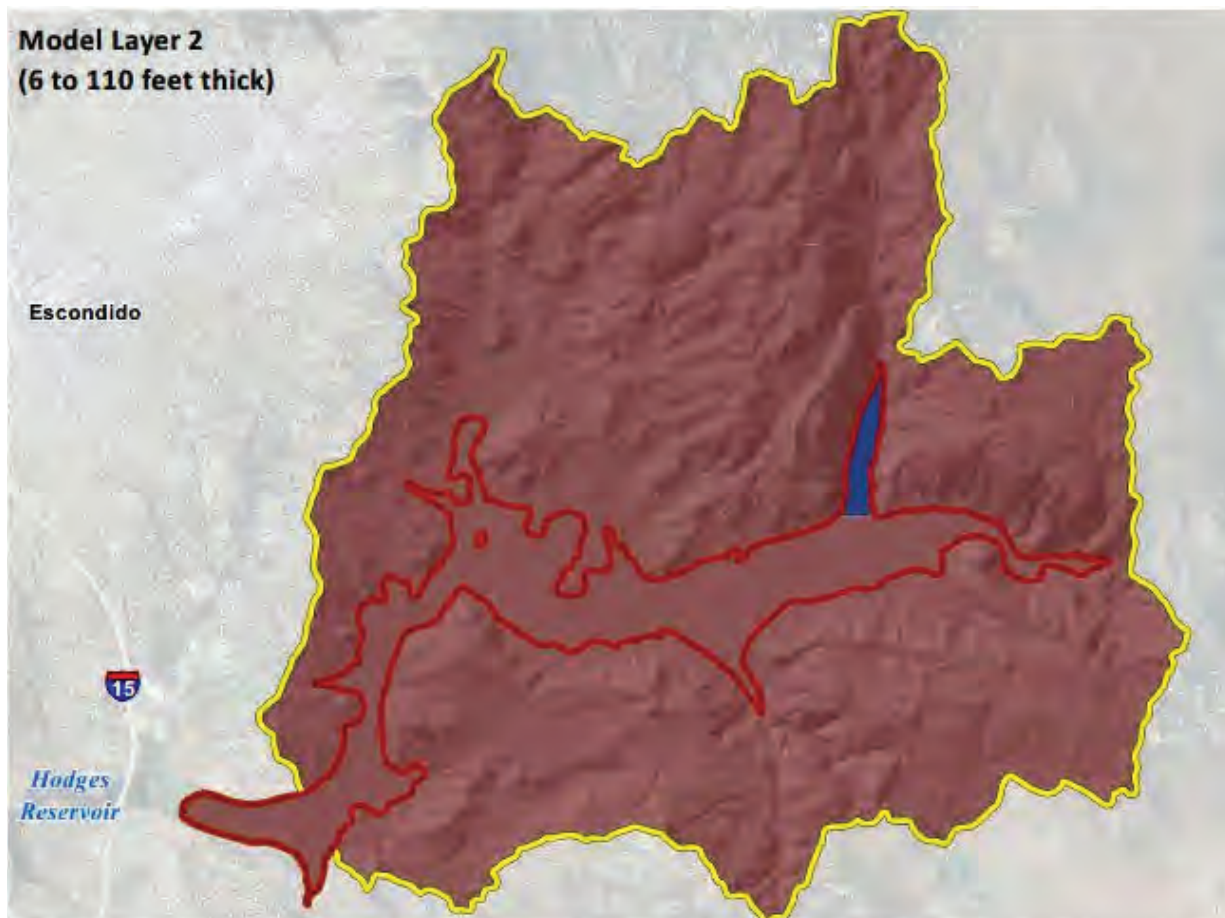 Model Layer 2
(6 to 110 feet thick)
Escondido
15
Hodges
Reservoir